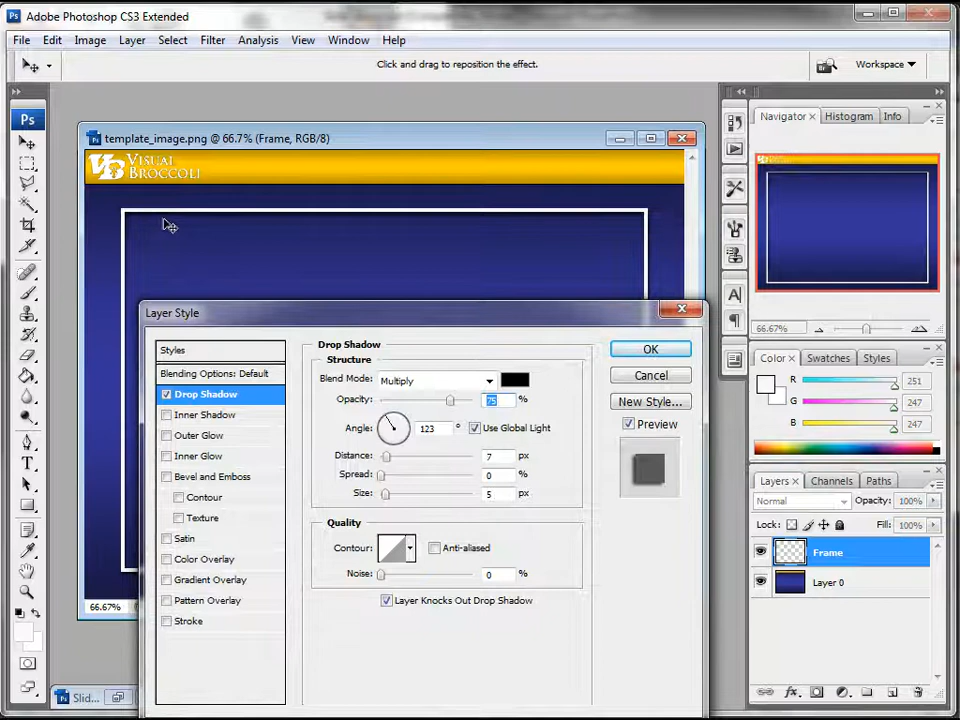 Adobe Photoshop CS3 Extended
File Edit Image Layer Select Filter Analysis View Window Help
Click and drag to reposition the effect.
Workspace
Ps
template_image.png @ 66.7% (Frame, RGB/8)
VISUAL
BROCCOLI
Navigator Histogram Info
66.67%
Color Swatches Styles
R 251
G 247
B 247
Layers Channels Paths
Normal Opacity: 100%
Lock: Fill: 100%
Frame
Layer 0
Layer Style
Styles
Blending Options: Default
Drop Shadow
Inner Shadow
Outer Glow
Inner Glow
Bevel and Emboss
Contour
Texture
Satin
Color Overlay
Gradient Overlay
Pattern Overlay
Stroke
Drop Shadow
Structure
Blend Mode: Multiply
Opacity: 75 %
Angle: 123 ° Use Global Light
Distance: 7 px
Spread: 0 %
Size: 5 px
Quality
Contour: Anti-aliased
Noise: 0 %
Layer Knocks Out Drop Shadow
OK
Cancel
New Style...
Preview
66.67%
Slid...